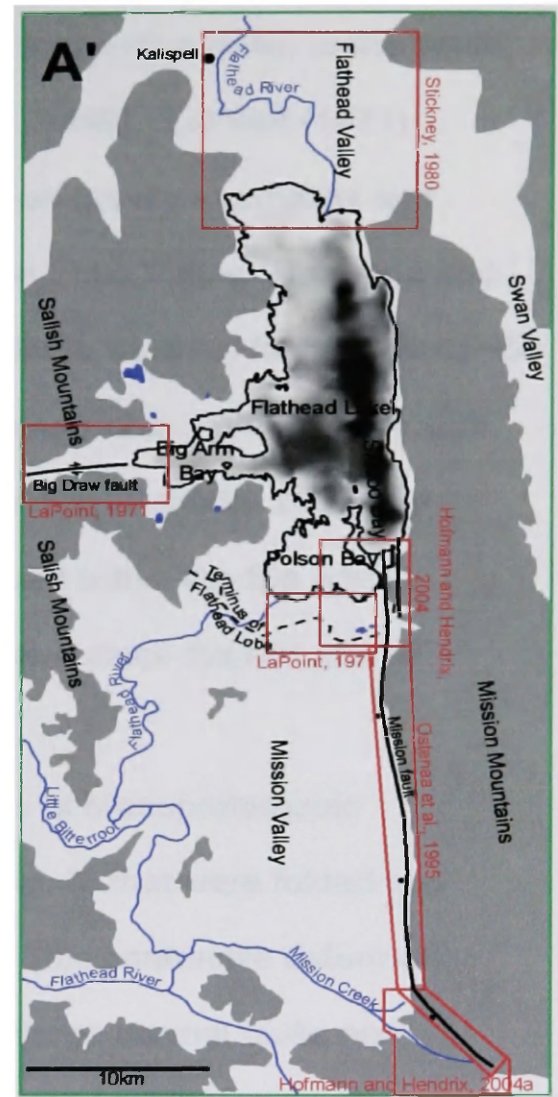 A'
Kalispell
Flathead River
Flathead Valley
Stickney, 1980
Swan Valley
Salish Mountains
Flathead Lake
Big Arm
Bay
Big Draw fault
LaPoint, 1971
Polson Bay
Hofmann and Hendrix,
2004
Salish Mountains
Terminus of
Flathead Lobe
LaPoint, 1971
Flathead River
Mission fault
Ostenaa et al., 1995
Mission Mountains
Mission Valley
Little Bitterroot
Mission Creek
Flathead River
10km
Hofmann and Hendrix, 2004a